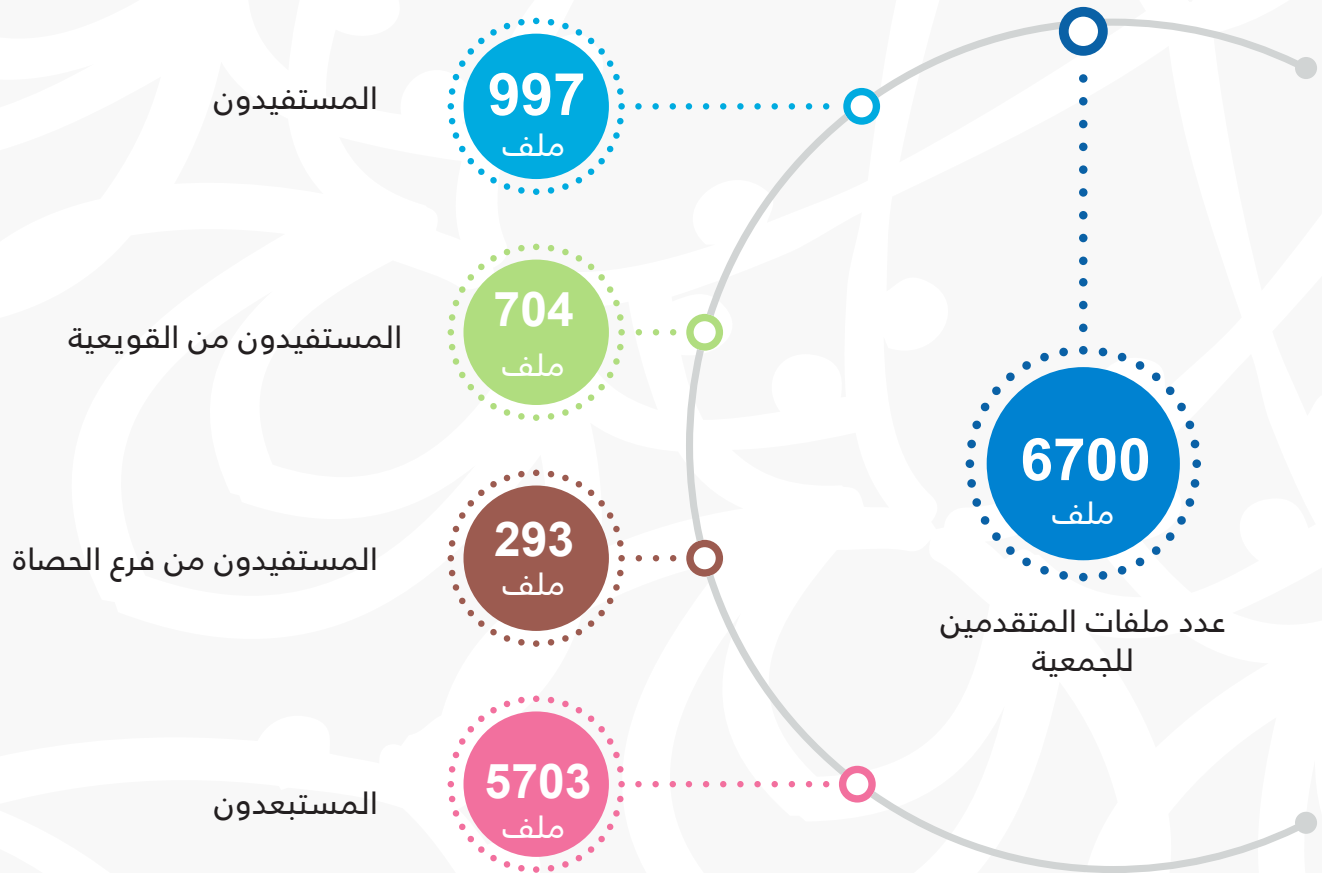 6700
ملف
عدد ملفات المتقدمين
للجمعية
997
ملف
المستفيدون
704
ملف
المستفيدون من القويعية
293
ملف
المستفيدون من فرع الحصاة
5703
ملف
المستبعدون